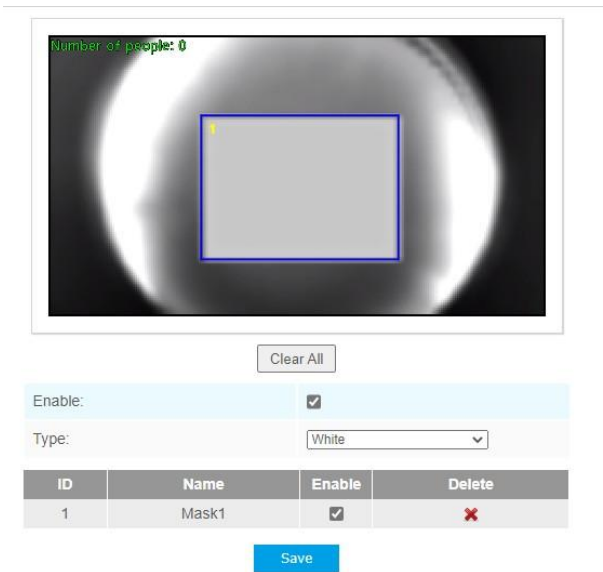 Number of people: 0
1
Clear All
Enable:
Type: White
ID Name Enable Delete
1 Mask1
Save